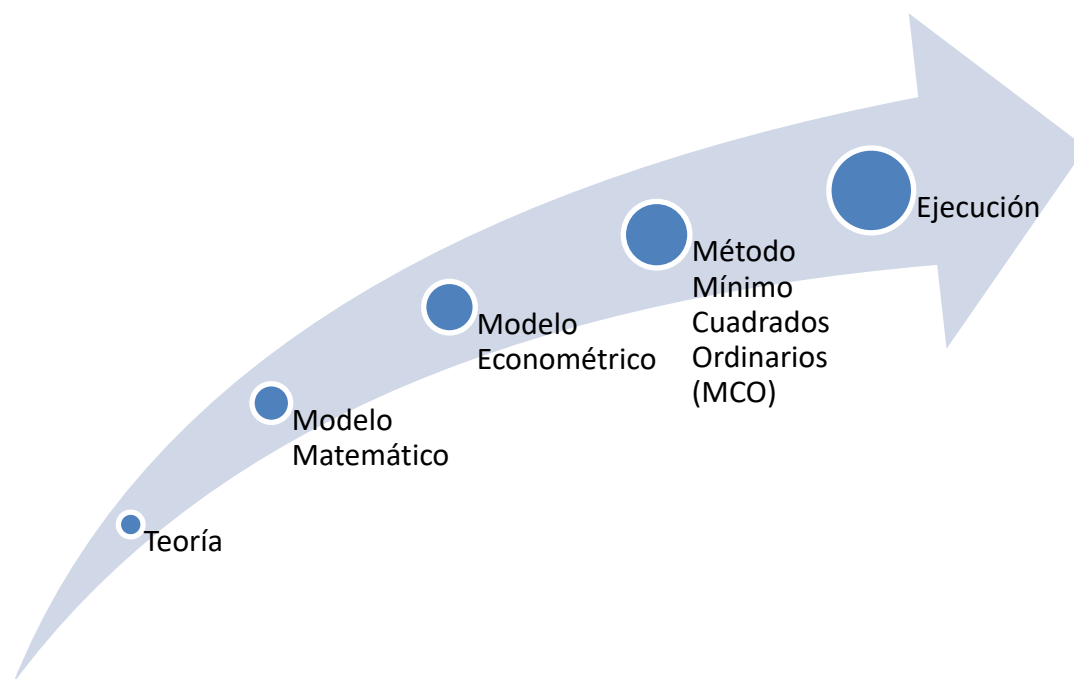 Teoría
Modelo
Matemático
Modelo
Econométrico
Método
Mínimo
Cuadrados
Ordinarios
(MCO)
Ejecución